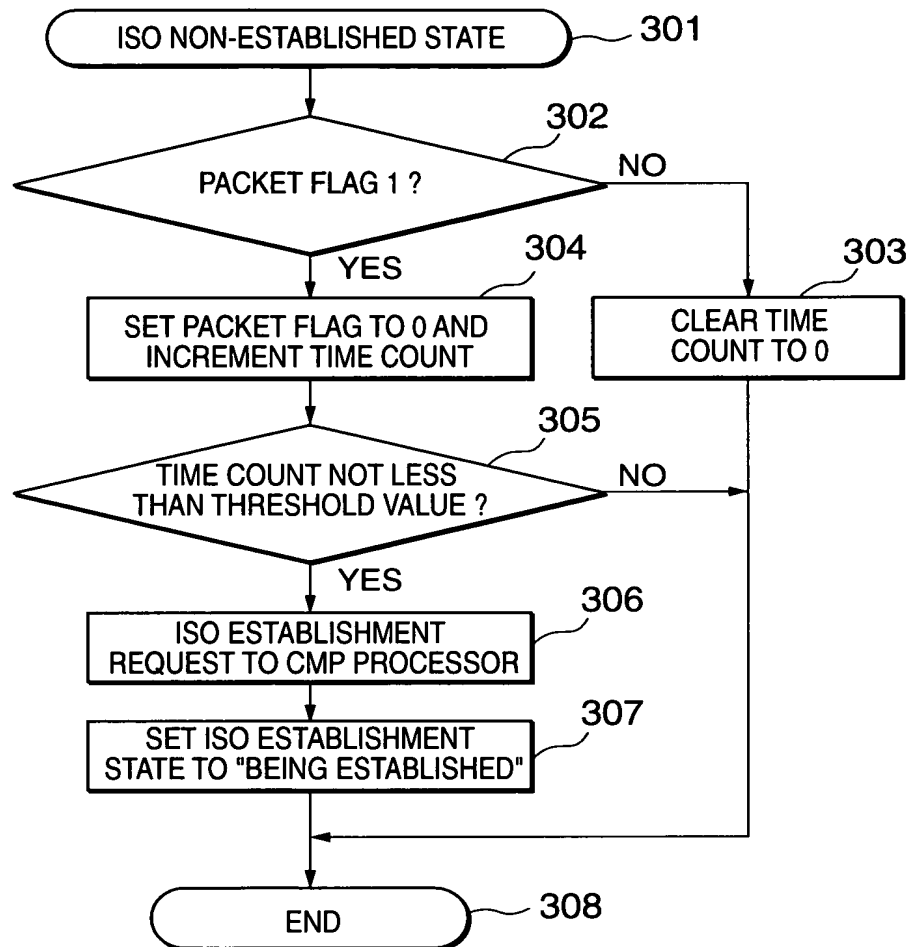 ISO NON-ESTABLISHED STATE
301
302
PACKET FLAG 1 ?
NO
YES
304
303
SET PACKET FLAG TO 0 AND
INCREMENT TIME COUNT
CLEAR TIME
COUNT TO 0
305
TIME COUNT NOT LESS
THAN THRESHOLD VALUE ?
NO
YES
306
ISO ESTABLISHMENT
REQUEST TO CMP PROCESSOR
307
SET ISO ESTABLISHMENT
STATE TO "BEING ESTABLISHED"
END
308